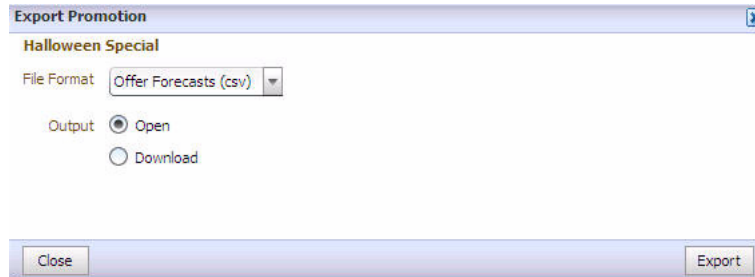 Export Promotion
Halloween Special
File Format Offer Forecasts (csv)
Output Open
Download
Close Export